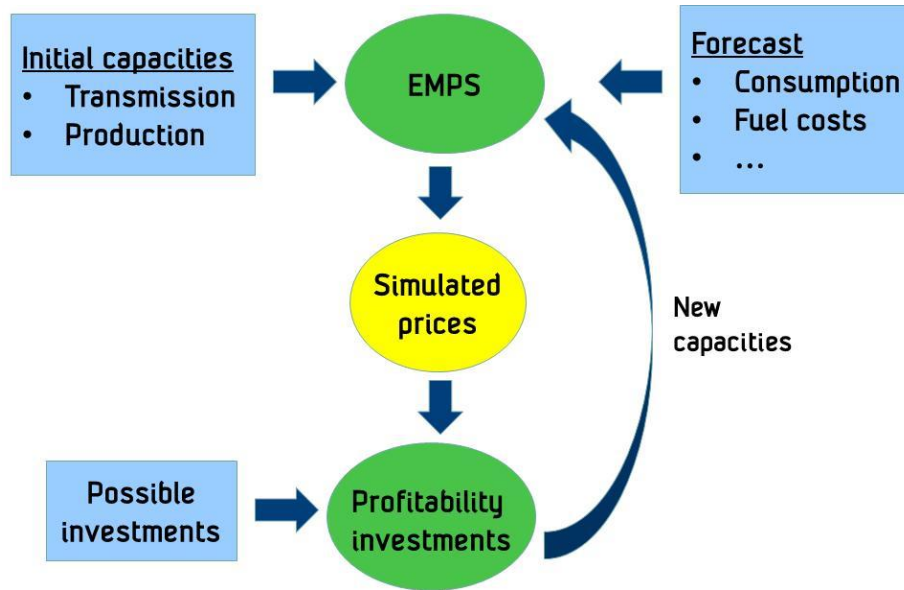 Initial capacities
• Transmission
• Production
EMPS
Forecast
• Consumption
• Fuel costs
• ...
Simulated
prices
New
capacities
Possible
investments
Profitability
investments